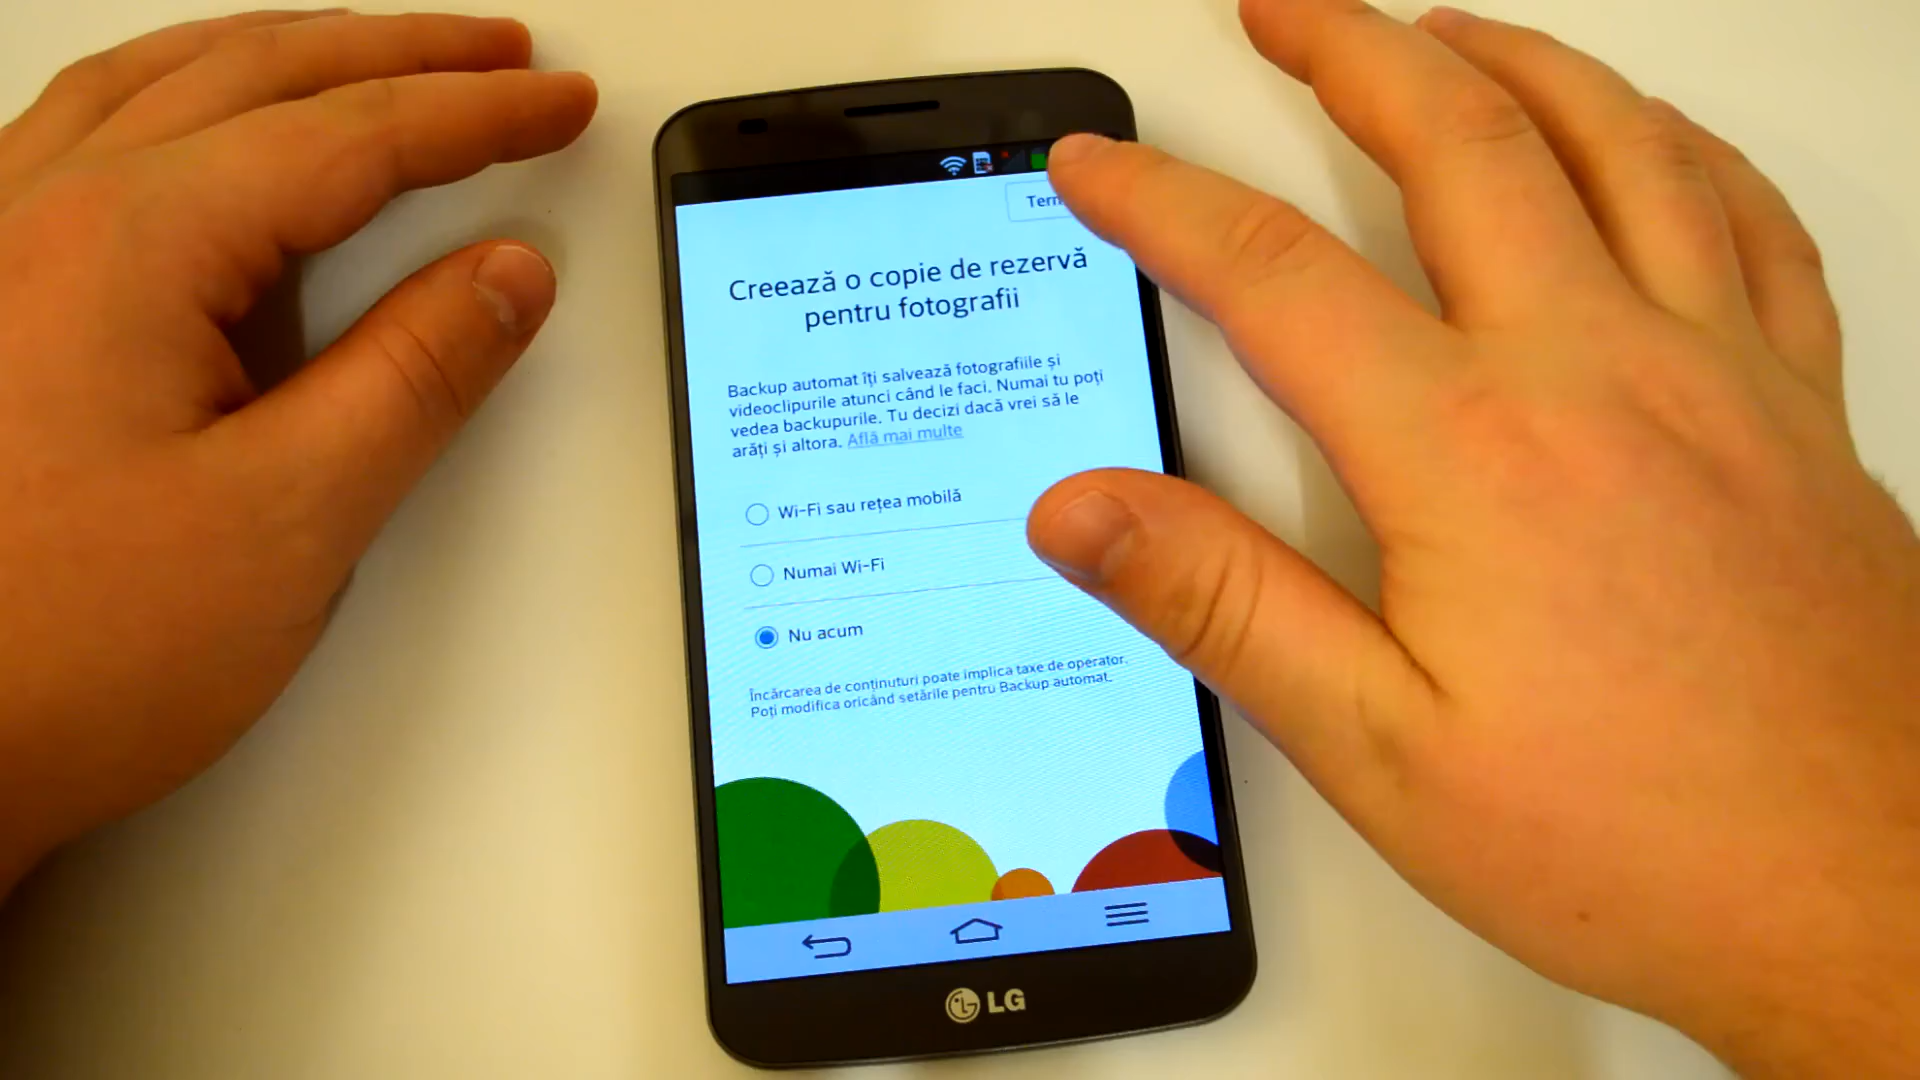 Creează o copie de rezervă
pentru fotografii
Backup automat îți salvează fotografiile și
videoclipurile atunci când le faci. Numai tu poți
vedea backupurile. Tu decizi dacă vrei să le
arăți și altora. Află mai multe
Wi-Fi sau rețea mobilă
Numai Wi-Fi
Nu acum
Încărcarea de conținuturi poate implica taxe de operator.
Poți modifica oricând setările pentru Backup automat.
LG